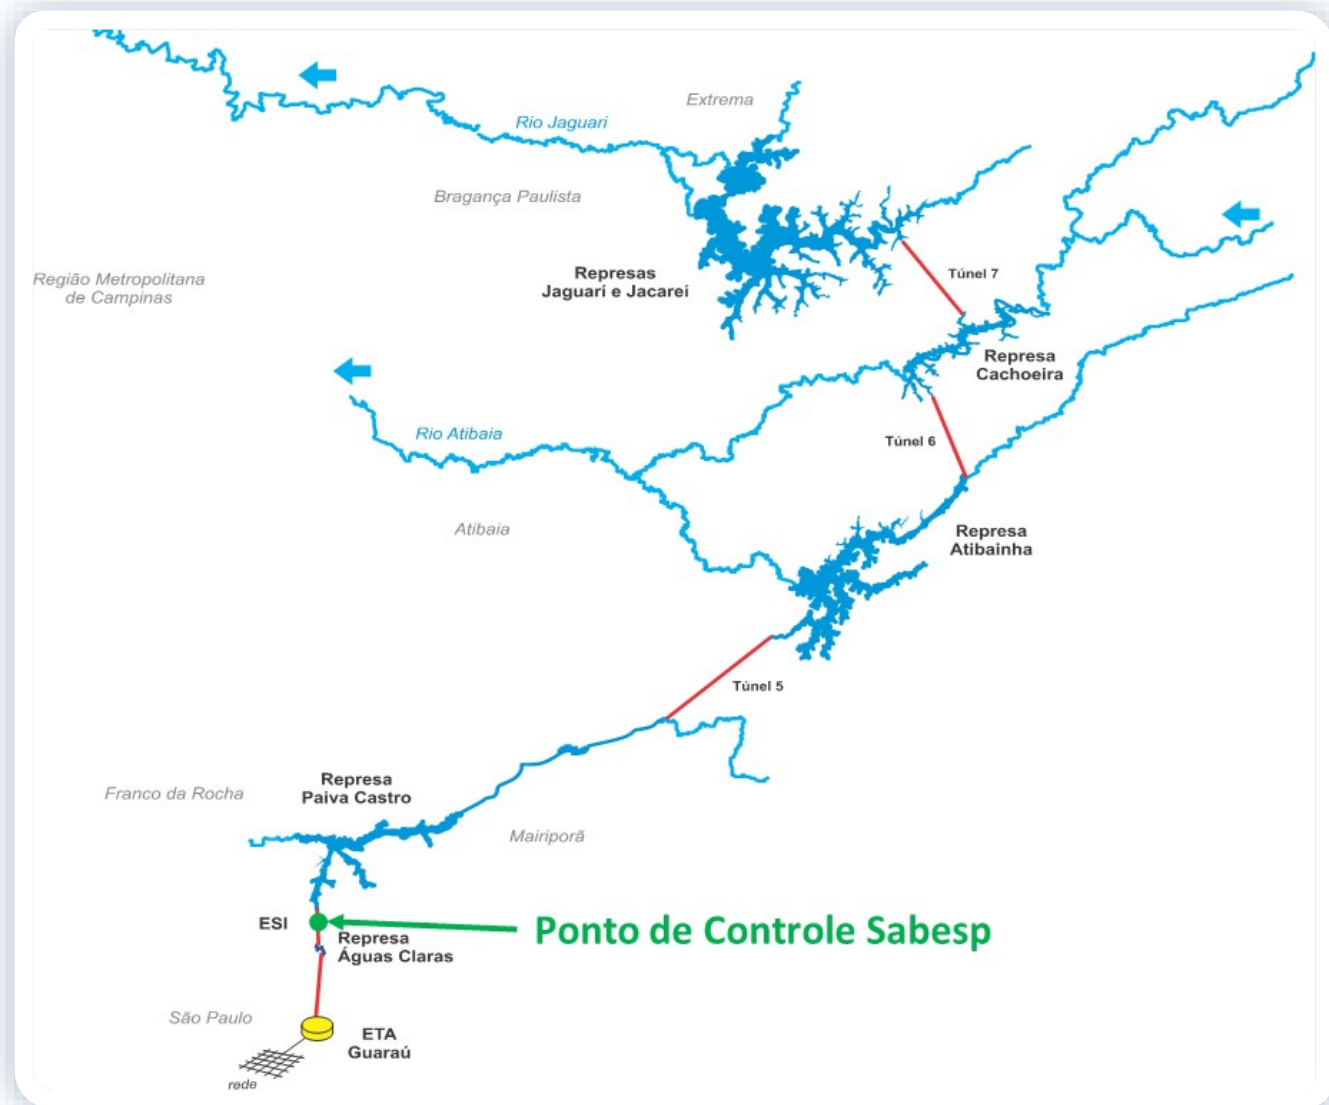 Extrema
Rio Jaguari
Bragança Paulista
Região Metropolitana
de Campinas
Represas
Jaguari e Jacareí
Túnel 7
Represa
Cachoeira
Rio Atibaia
Túnel 6
Atibaia
Represa
Atibainha
Túnel 5
Represa
Paiva Castro
Franco da Rocha
Mairiporã
ESI
Ponto de Controle Sabesp
Represa
Águas Claras
São Paulo
ETA
Guaraú
rede